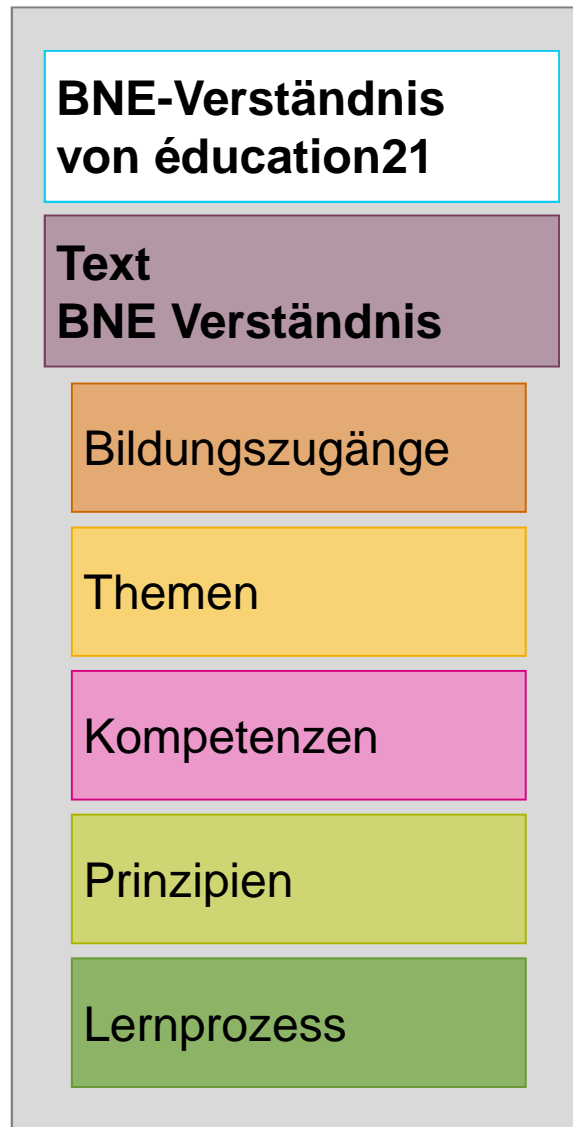 BNE-Verständnis
von éducation21
Text
BNE Verständnis
Bildungszugänge
Themen
Kompetenzen
Prinzipien
Lernprozess